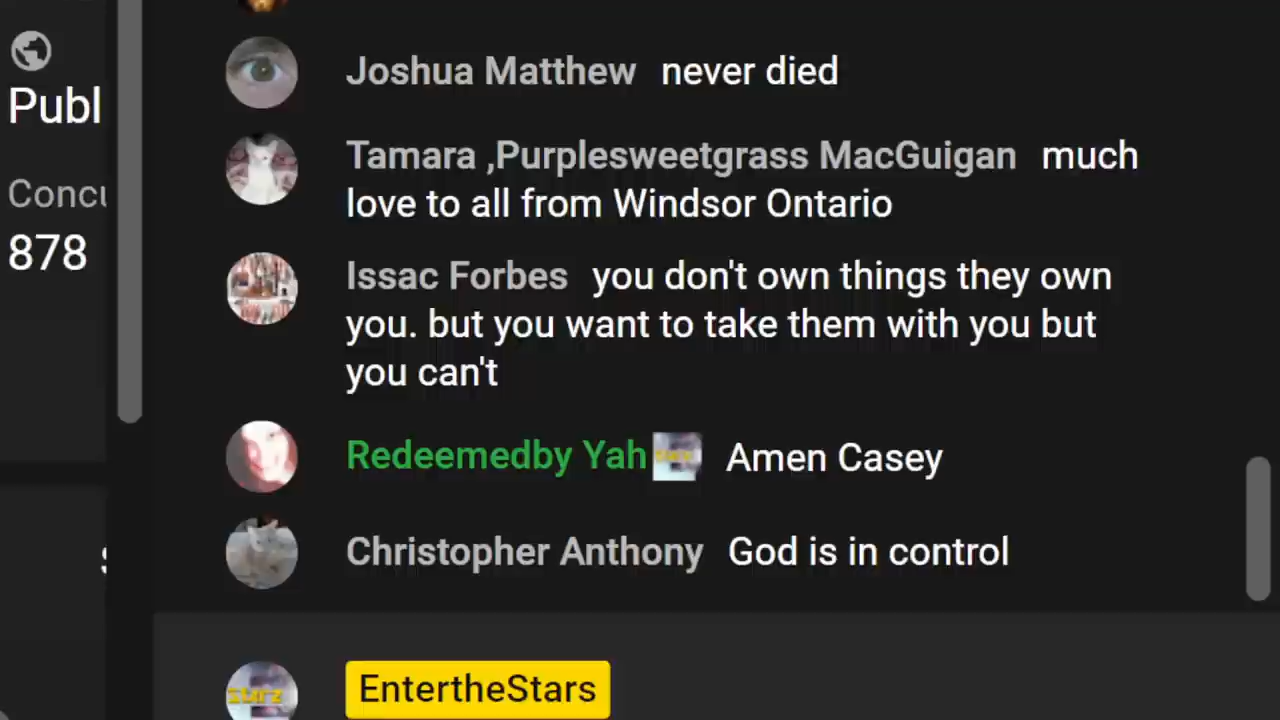 Publ
Concu
878
Joshua Matthew never died
Tamara ,Purplesweetgrass MacGuigan much
love to all from Windsor Ontario
Issac Forbes you don't own things they own
you. but you want to take them with you but
you can't
Redeemedby Yah Amen Casey
Christopher Anthony God is in control
starz EntertheStars